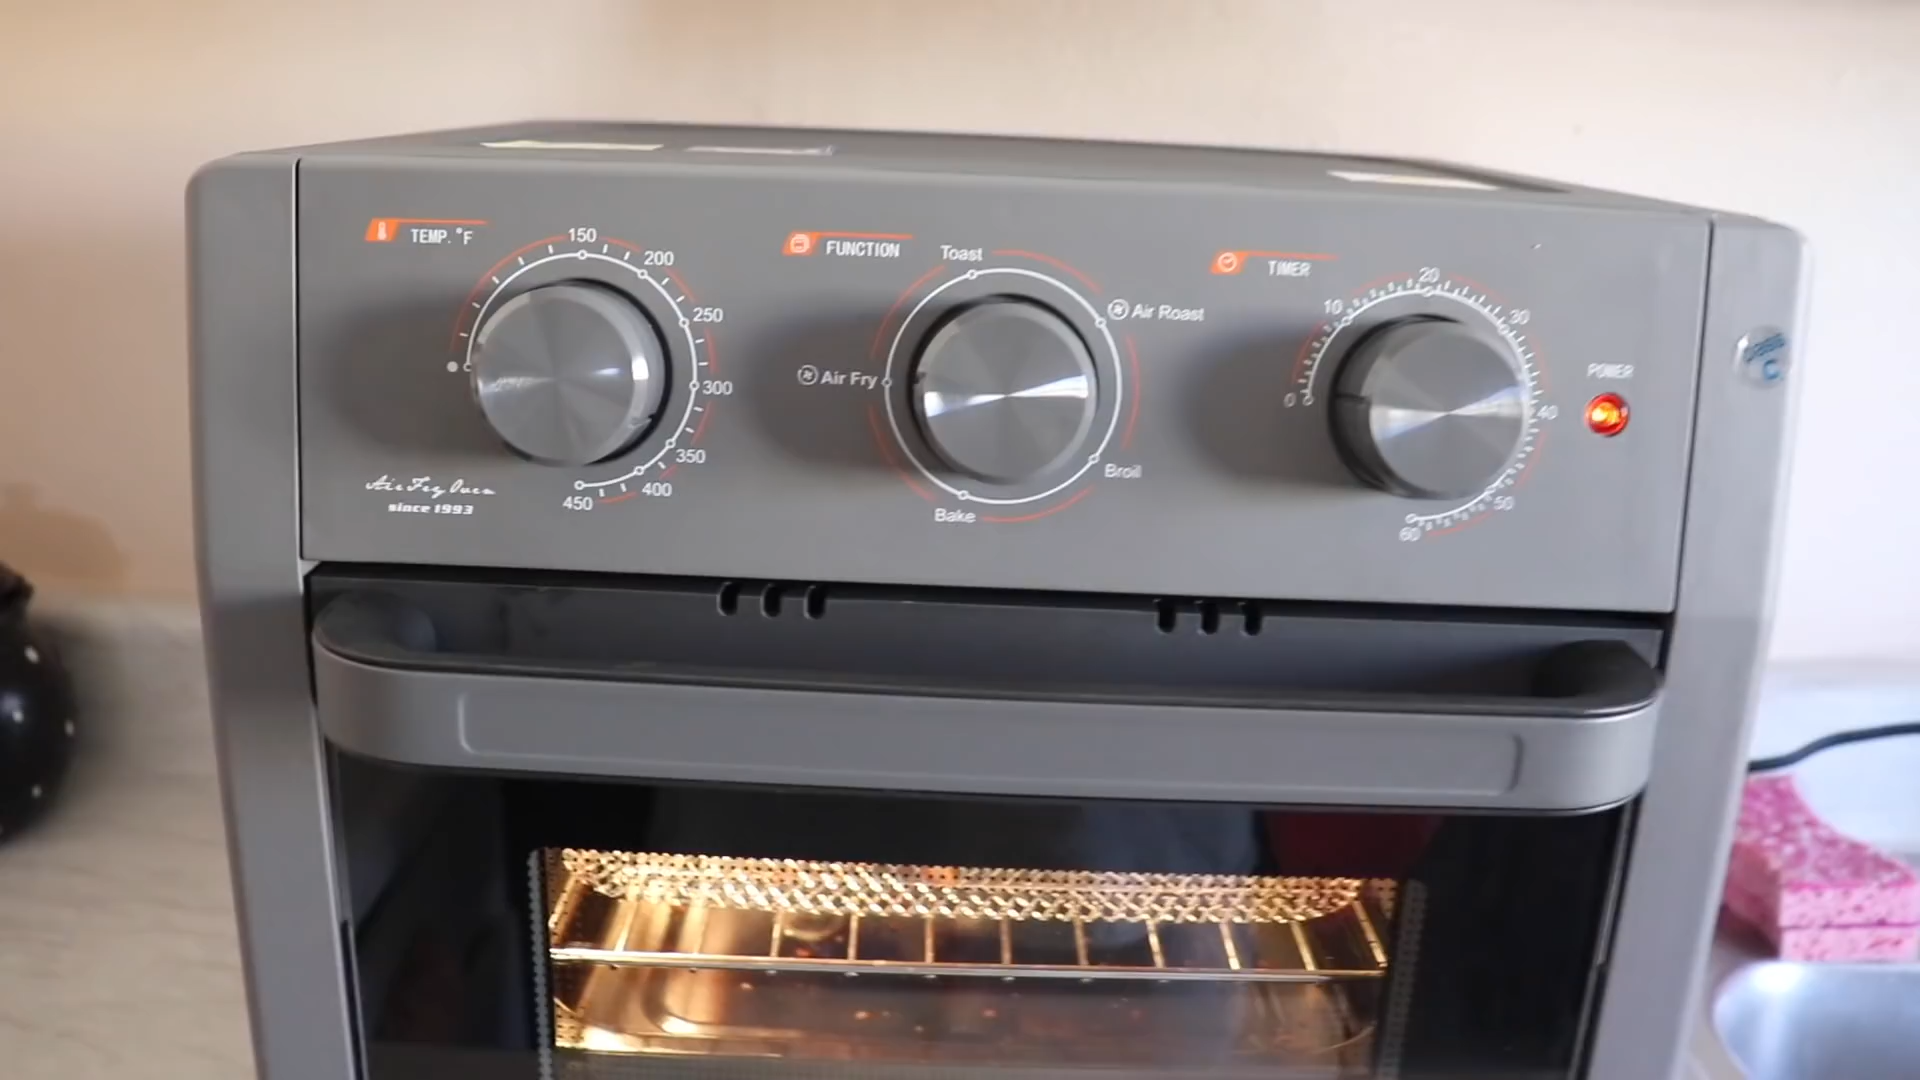 TEMP. °F
150
200
250
300
350
400
450
Air Fry Oven
since 1993
FUNCTION
Toast
Air Roast
Air Fry
Broil
Bake
TIMER
0
10
20
30
40
50
60
POWER